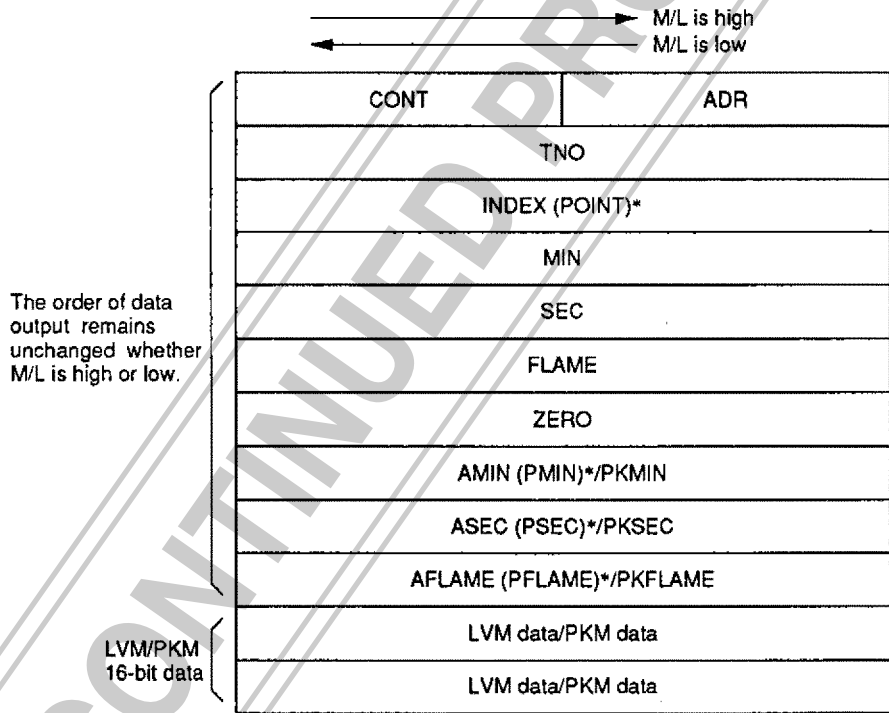 M/L is high
M/L is low
CONT ADR
TNO
INDEX (POINT)*
MIN
SEC
The order of data
output remains
unchanged whether
M/L is high or low.
FLAME
ZERO
AMIN (PMIN)*/PKMIN
ASEC (PSEC)*/PKSEC
AFLAME (PFLAME)*/PKFLAME
LVM/PKM
16-bit data
LVM data/PKM data
LVM data/PKM data
CONTINUED PRO